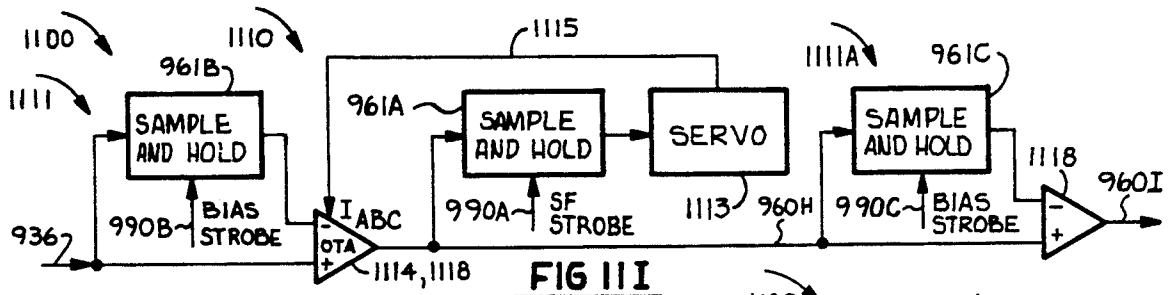 1100
1110
1115
1111A
961C
961B
1111
961A
SAMPLE
AND HOLD
SAMPLE
AND HOLD
SERVO
SAMPLE
AND HOLD
1118
960I
990B
BIAS
STROBE
I ABC
990A
SF
STROBE
1113
960H
990C
BIAS
STROBE
-
OTA
+
-
+
936
1114, 1118
FIG 11I